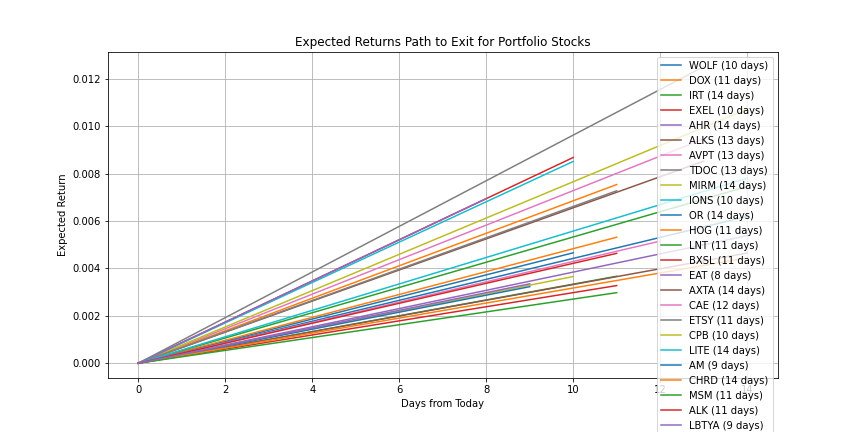 Expected Returns Path to Exit for Portfolio Stocks
Expected Return
0.012
0.010
0.008
0.006
0.004
0.002
0.000
0
2
4
6
8
10
Days from Today
WOLF (10 days)
DOX (11 days)
IRT (14 days)
EXEL (10 days)
AHR (14 days)
ALKS (13 days)
AVPT (13 days)
TDOC (13 days)
MIRM (14 days)
IONS (10 days)
OR (14 days)
HOG (11 days)
LNT (11 days)
BXSL (11 days)
EAT (8 days)
AXTA (14 days)
CAE (12 days)
ETSY (11 days)
CPB (10 days)
LITE (14 days)
AM (9 days)
CHRD (14 days)
MSM (11 days)
ALK (11 days)
LBTYA (9 days)